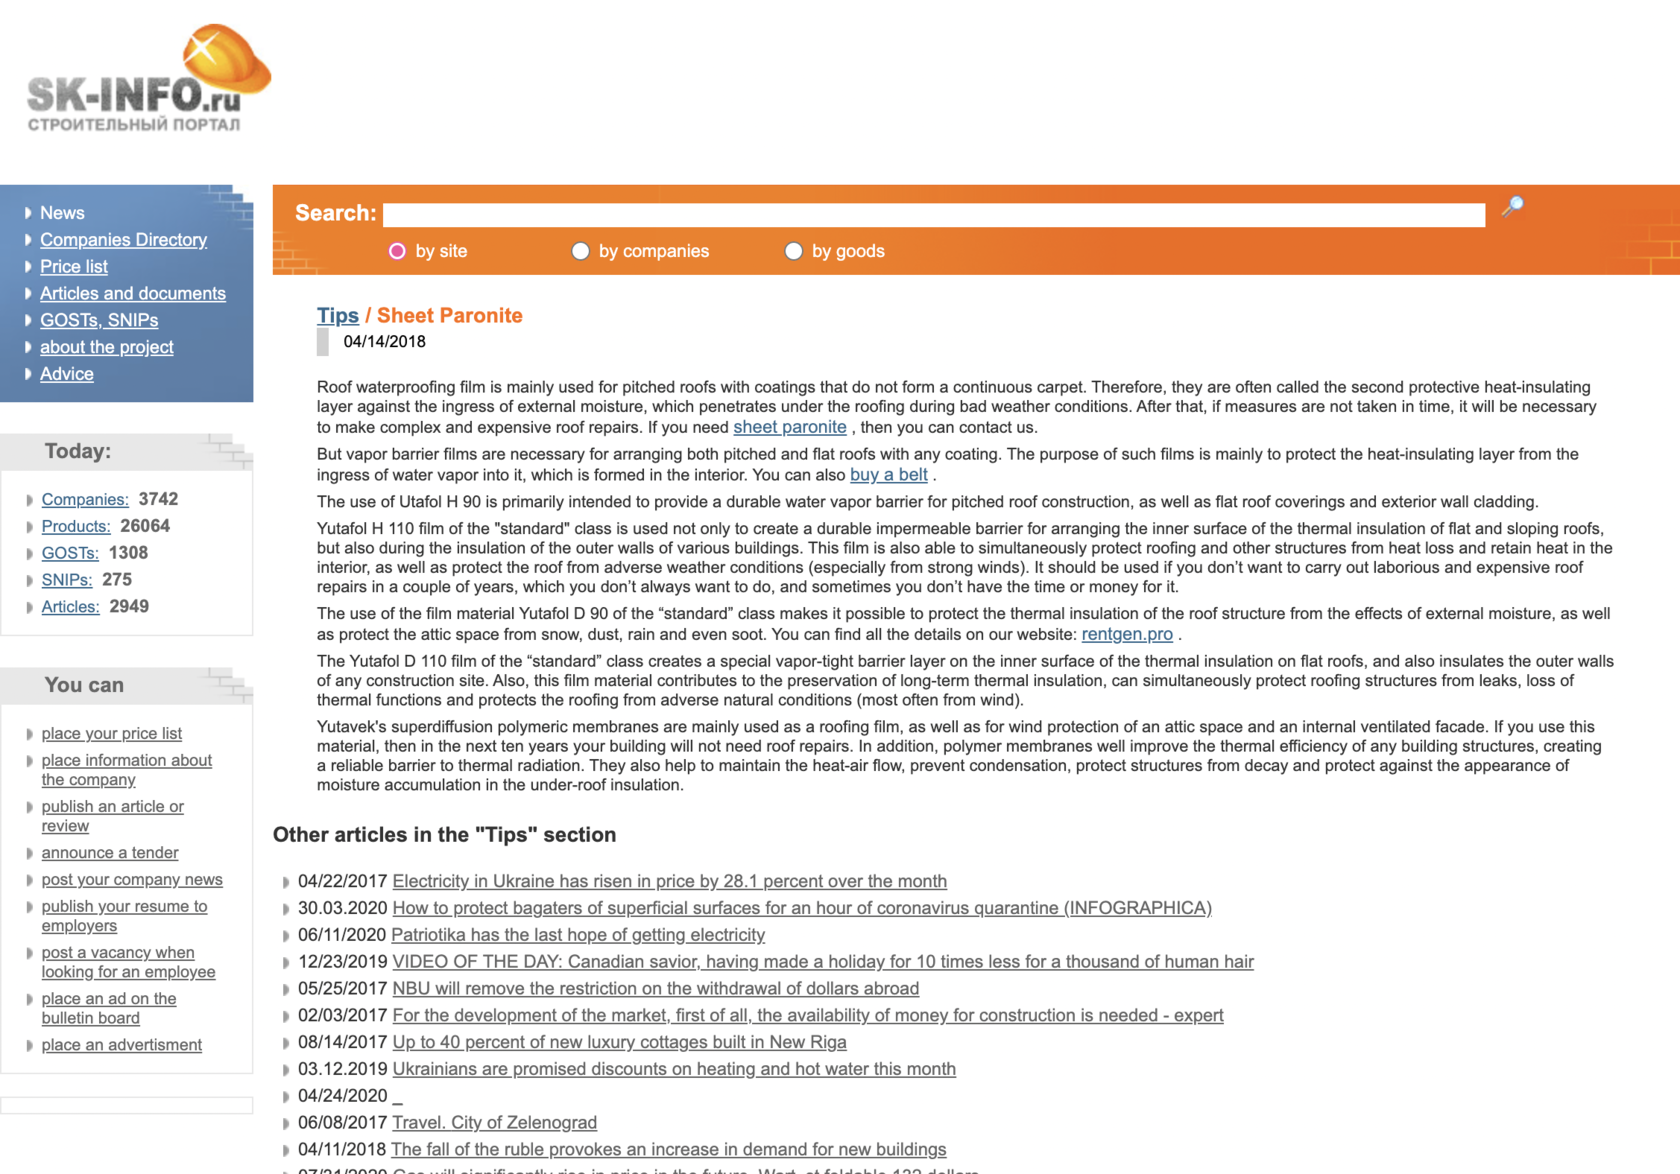 SK-INFO.ru
СТРОИТЕЛЬНЫЙ ПОРТАЛ
News
Companies Directory
Price list
Articles and documents
GOSTs, SNIPs
about the project
Advice
Today:
Companies: 3742
Products: 26064
GOSTs: 1308
SNIPs: 275
Articles: 2949
You can
place your price list
place information about
the company
publish an article or
review
announce a tender
post your company news
publish your resume to
employers
post a vacancy when
looking for an employee
place an ad on the
bulletin board
place an advertisment
Search:
by site by companies by goods
Tips / Sheet Paronite
04/14/2018
Roof waterproofing film is mainly used for pitched roofs with coatings that do not form a continuous carpet. Therefore, they are often called the second protective heat-insulating
layer against the ingress of external moisture, which penetrates under the roofing during bad weather conditions. After that, if measures are not taken in time, it will be necessary
to make complex and expensive roof repairs. If you need sheet paronite , then you can contact us.
But vapor barrier films are necessary for arranging both pitched and flat roofs with any coating. The purpose of such films is mainly to protect the heat-insulating layer from the
ingress of water vapor into it, which is formed in the interior. You can also buy a belt .
The use of Utafol H 90 is primarily intended to provide a durable water vapor barrier for pitched roof construction, as well as flat roof coverings and exterior wall cladding.
Yutafol H 110 film of the "standard" class is used not only to create a durable impermeable barrier for arranging the inner surface of the thermal insulation of flat and sloping roofs,
but also during the insulation of the outer walls of various buildings. This film is also able to simultaneously protect roofing and other structures from heat loss and retain heat in the
interior, as well as protect the roof from adverse weather conditions (especially from strong winds). It should be used if you don’t want to carry out laborious and expensive roof
repairs in a couple of years, which you don’t always want to do, and sometimes you don’t have the time or money for it.
The use of the film material Yutafol D 90 of the “standard” class makes it possible to protect the thermal insulation of the roof structure from the effects of external moisture, as well
as protect the attic space from snow, dust, rain and even soot. You can find all the details on our website: rentgen.pro .
The Yutafol D 110 film of the “standard” class creates a special vapor-tight barrier layer on the inner surface of the thermal insulation on flat roofs, and also insulates the outer walls
of any construction site. Also, this film material contributes to the preservation of long-term thermal insulation, can simultaneously protect roofing structures from leaks, loss of
thermal functions and protects the roofing from adverse natural conditions (most often from wind).
Yutavek's superdiffusion polymeric membranes are mainly used as a roofing film, as well as for wind protection of an attic space and an internal ventilated facade. If you use this
material, then in the next ten years your building will not need roof repairs. In addition, polymer membranes well improve the thermal efficiency of any building structures, creating
a reliable barrier to thermal radiation. They also help to maintain the heat-air flow, prevent condensation, protect structures from decay and protect against the appearance of
moisture accumulation in the under-roof insulation.
Other articles in the "Tips" section
04/22/2017 Electricity in Ukraine has risen in price by 28.1 percent over the month
30.03.2020 How to protect bagaters of superficial surfaces for an hour of coronavirus quarantine (INFOGRAPHICA)
06/11/2020 Patriotika has the last hope of getting electricity
12/23/2019 VIDEO OF THE DAY: Canadian savior, having made a holiday for 10 times less for a thousand of human hair
05/25/2017 NBU will remove the restriction on the withdrawal of dollars abroad
02/03/2017 For the development of the market, first of all, the availability of money for construction is needed - expert
08/14/2017 Up to 40 percent of new luxury cottages built in New Riga
03.12.2019 Ukrainians are promised discounts on heating and hot water this month
04/24/2020 _
06/08/2017 Travel. City of Zelenograd
04/11/2018 The fall of the ruble provokes an increase in demand for new buildings